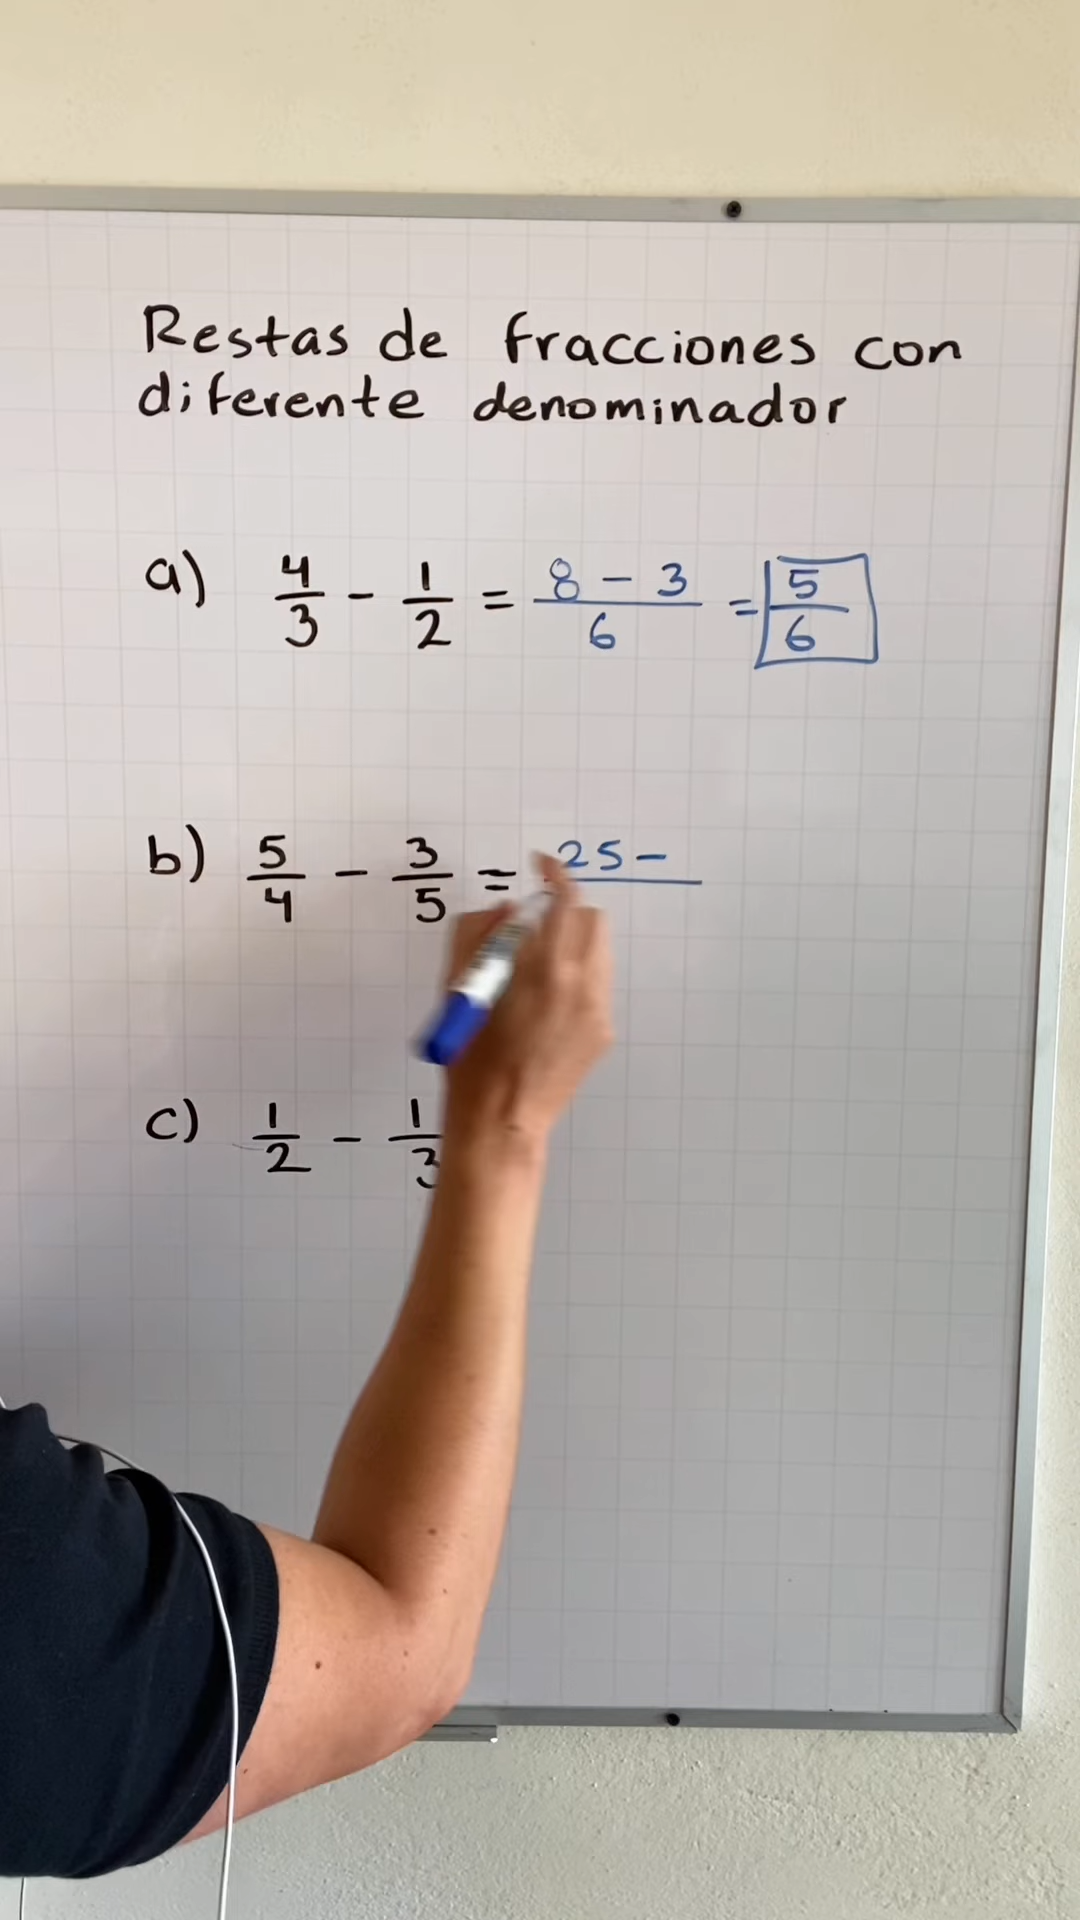 Restas de fracciones con
diferente denominador
a) 4/3 - 1/2 = 8 - 3/6 = 5/6
b) 5/4 - 3/5 = 25 -
c) 1/2 - 1/3